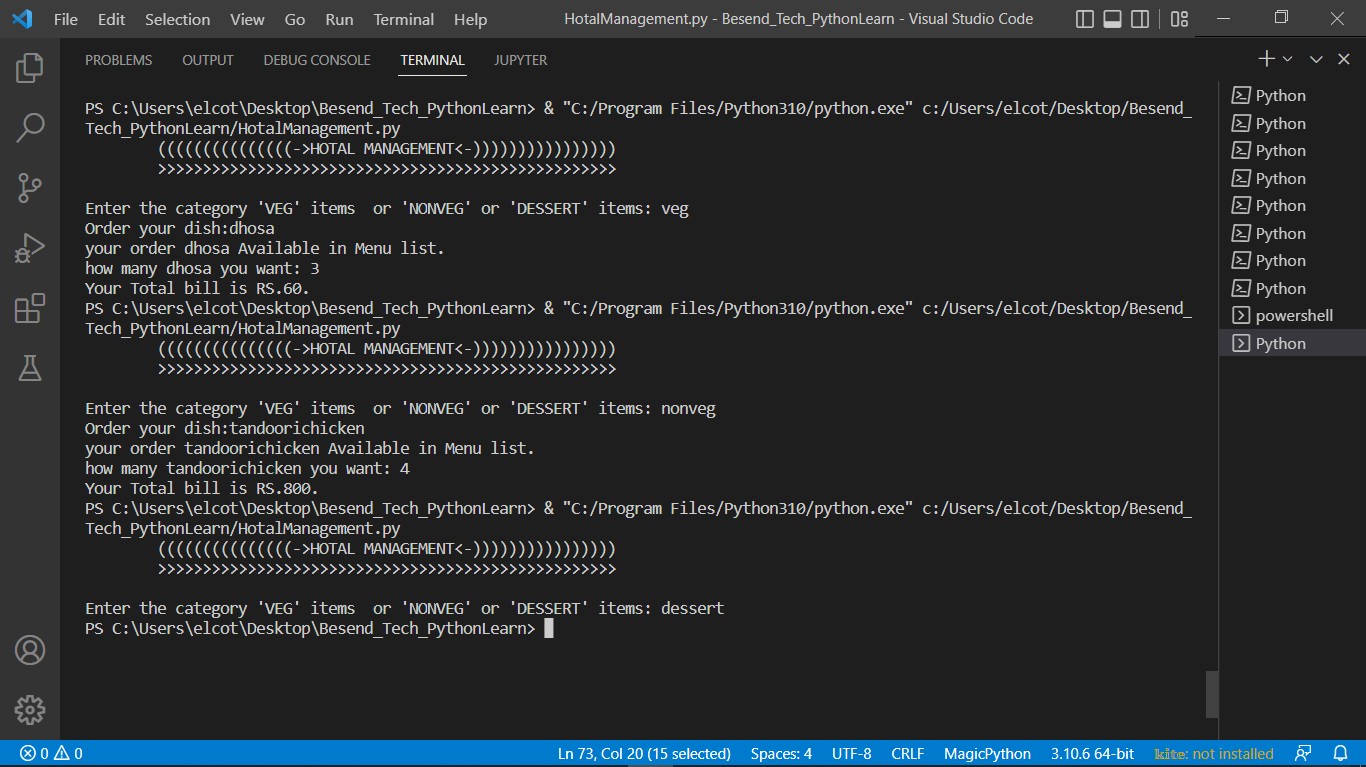 File Edit Selection View Go Run Terminal Help HotalManagement.py - Besend_Tech_PythonLearn - Visual Studio Code
PROBLEMS OUTPUT DEBUG CONSOLE TERMINAL JUPYTER
PS C:\Users\elcot\Desktop\Besend_Tech_PythonLearn> & "C:/Program Files/Python310/python.exe" c:/Users/elcot/Desktop/Besend_
Tech_PythonLearn/HotalManagement.py
(((((((((((((((->HOTAL MANAGEMENT<-))))))))))))))))
>>>>>>>>>>>>>>>>>>>>>>>>>>>>>>>>>>>>>>>>>>>>>>>>>>>
Enter the category 'VEG' items  or 'NONVEG' or 'DESSERT' items: veg
Order your dish:dhosa
your order dhosa Available in Menu list.
how many dhosa you want: 3
Your Total bill is RS.60.
PS C:\Users\elcot\Desktop\Besend_Tech_PythonLearn> & "C:/Program Files/Python310/python.exe" c:/Users/elcot/Desktop/Besend_
Tech_PythonLearn/HotalManagement.py
(((((((((((((((->HOTAL MANAGEMENT<-))))))))))))))))
>>>>>>>>>>>>>>>>>>>>>>>>>>>>>>>>>>>>>>>>>>>>>>>>>>>
Enter the category 'VEG' items  or 'NONVEG' or 'DESSERT' items: nonveg
Order your dish:tandoorichicken
your order tandoorichicken Available in Menu list.
how many tandoorichicken you want: 4
Your Total bill is RS.800.
PS C:\Users\elcot\Desktop\Besend_Tech_PythonLearn> & "C:/Program Files/Python310/python.exe" c:/Users/elcot/Desktop/Besend_
Tech_PythonLearn/HotalManagement.py
(((((((((((((((->HOTAL MANAGEMENT<-))))))))))))))))
>>>>>>>>>>>>>>>>>>>>>>>>>>>>>>>>>>>>>>>>>>>>>>>>>>>
Enter the category 'VEG' items  or 'NONVEG' or 'DESSERT' items: dessert
PS C:\Users\elcot\Desktop\Besend_Tech_PythonLearn>
Python
Python
Python
Python
Python
Python
Python
Python
powershell
Python
0 0 Ln 73, Col 20 (15 selected) Spaces: 4 UTF-8 CRLF MagicPython 3.10.6 64-bit kite: not installed